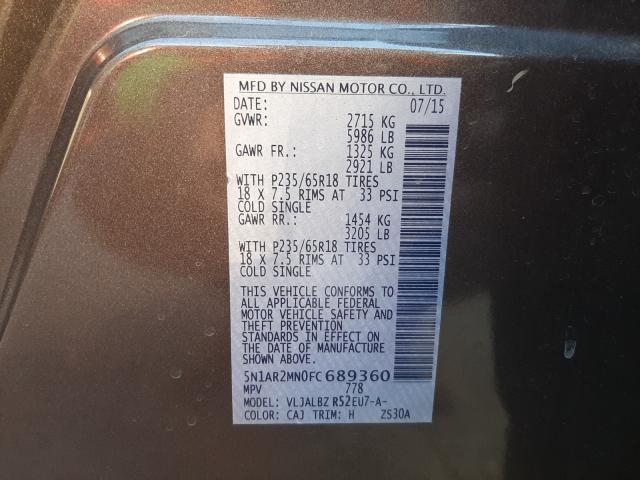 MFD BY NISSAN MOTOR CO., LTD.
DATE: 07/15
GVWR: 2715 KG
5986 LB
GAWR FR.: 1325 KG
2921 LB
WITH P235/65R18 TIRES
18 X 7.5 RIMS AT 33 PSI
COLD SINGLE
GAWR RR.: 1454 KG
3205 LB
WITH P235/65R18 TIRES
18 X 7.5 RIMS AT 33 PSI
COLD SINGLE
THIS VEHICLE CONFORMS TO
ALL APPLICABLE FEDERAL
MOTOR VEHICLE SAFETY AND
THEFT PREVENTION
STANDARDS IN EFFECT ON
THE DATE OF MANUFACTURE
SHOWN ABOVE.
5N1AR2MN0FC689360
MPV 778
MODEL: VLJALBZ R52EU7-A-
COLOR: CAJ TRIM: H ZS30A